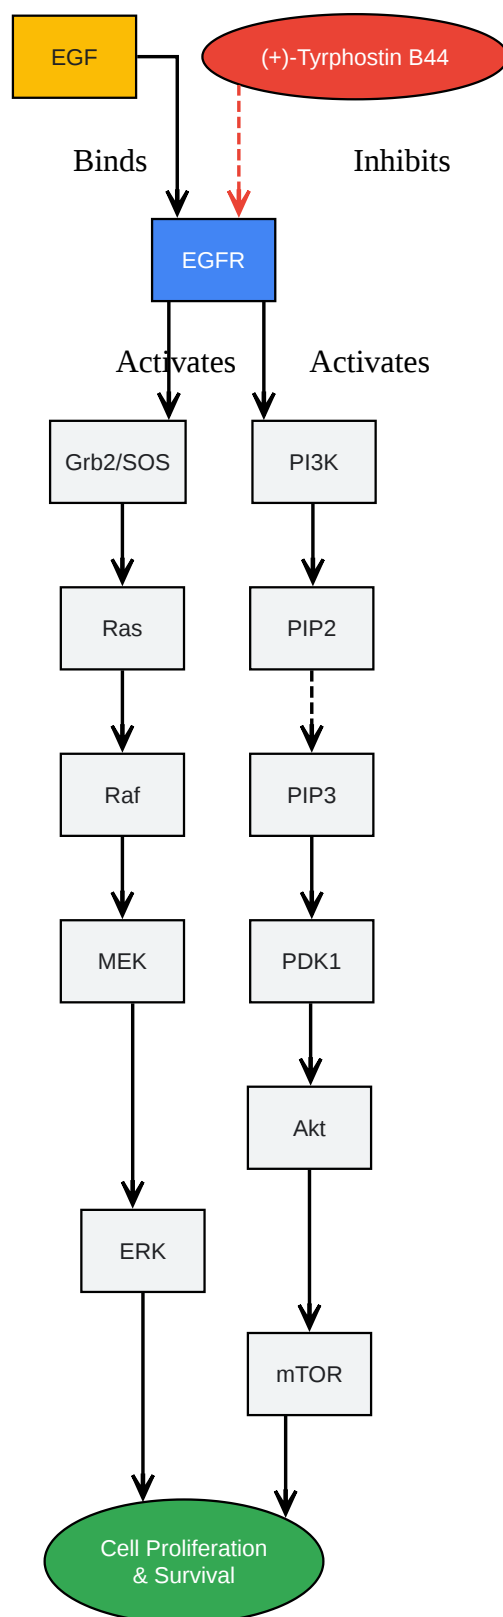 EGF
(+)-Tyrphostin B44
Binds
Inhibits
EGFR
Activates
Activates
Grb2/SOS
PI3K
Ras
PIP2
Raf
PIP3
MEK
PDK1
Akt
ERK
mTOR
Cell Proliferation
& Survival